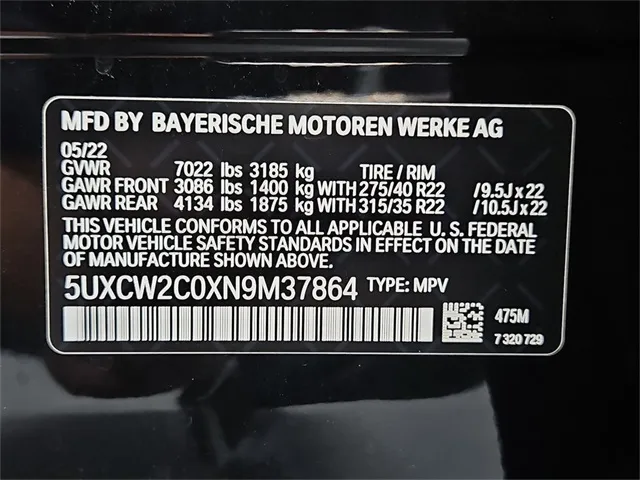 MFD BY BAYERISCHE MOTOREN WERKE AG
05/22
GVWR 7022 lbs 3185 kg TIRE / RIM
GAWR FRONT 3086 lbs 1400 kg WITH 275/40 R22 /9.5J x 22
GAWR REAR 4134 lbs 1875 kg WITH 315/35 R22 /10.5J x 22
THIS VEHICLE CONFORMS TO ALL APPLICABLE U. S. FEDERAL
MOTOR VEHICLE SAFETY STANDARDS IN EFFECT ON THE DATE
OF MANUFACTURE SHOWN ABOVE.
5UXCW2C0XN9M37864 TYPE: MPV
475M
7 320 729